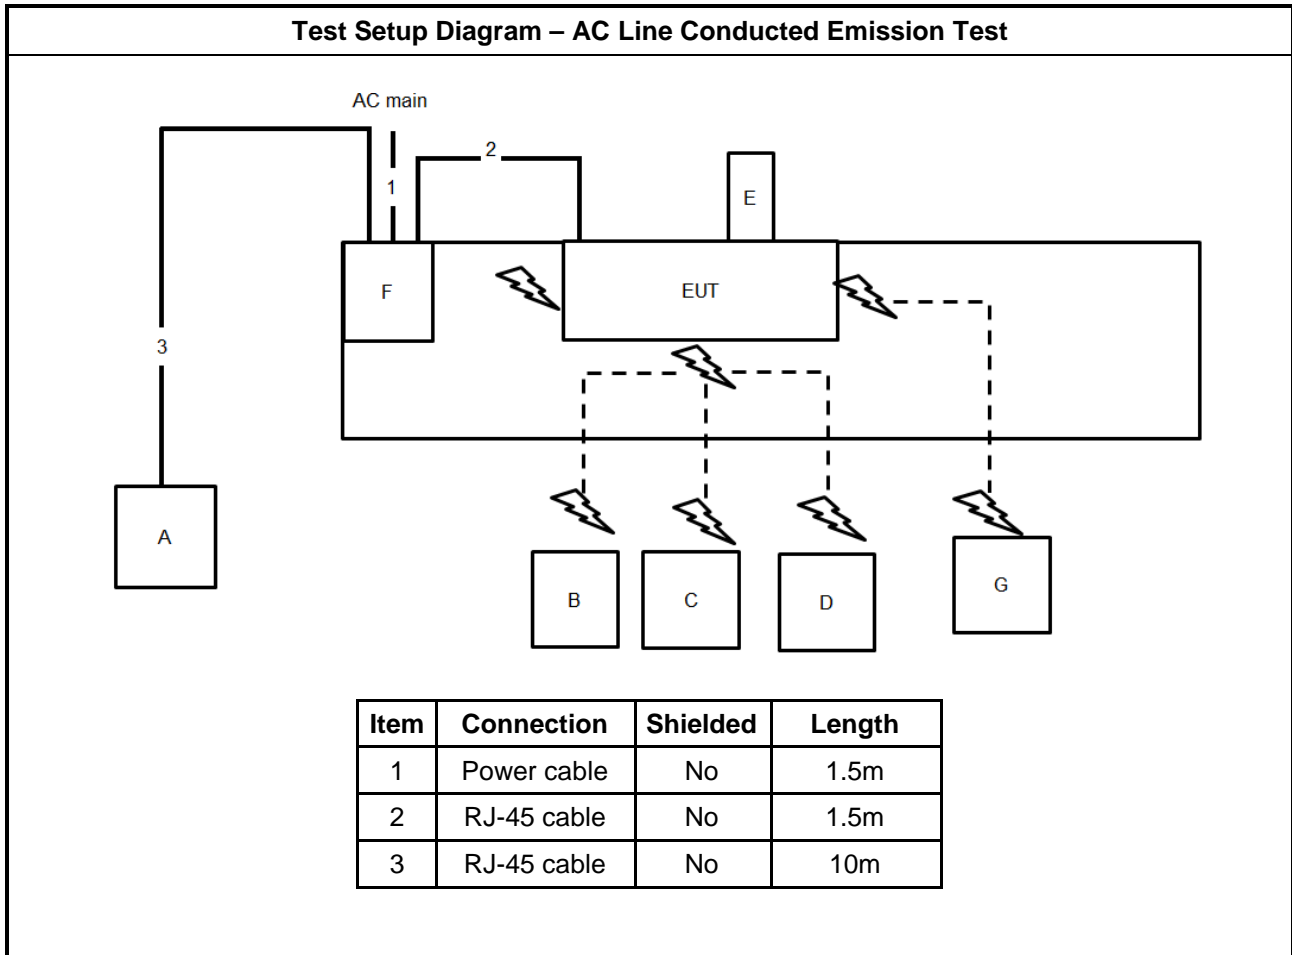 Test Setup Diagram – AC Line Conducted Emission Test
AC main
2
1
E
F
EUT
3
A
B
C
D
G
Item Connection Shielded Length
1 Power cable No 1.5m
2 RJ-45 cable No 1.5m
3 RJ-45 cable No 10m